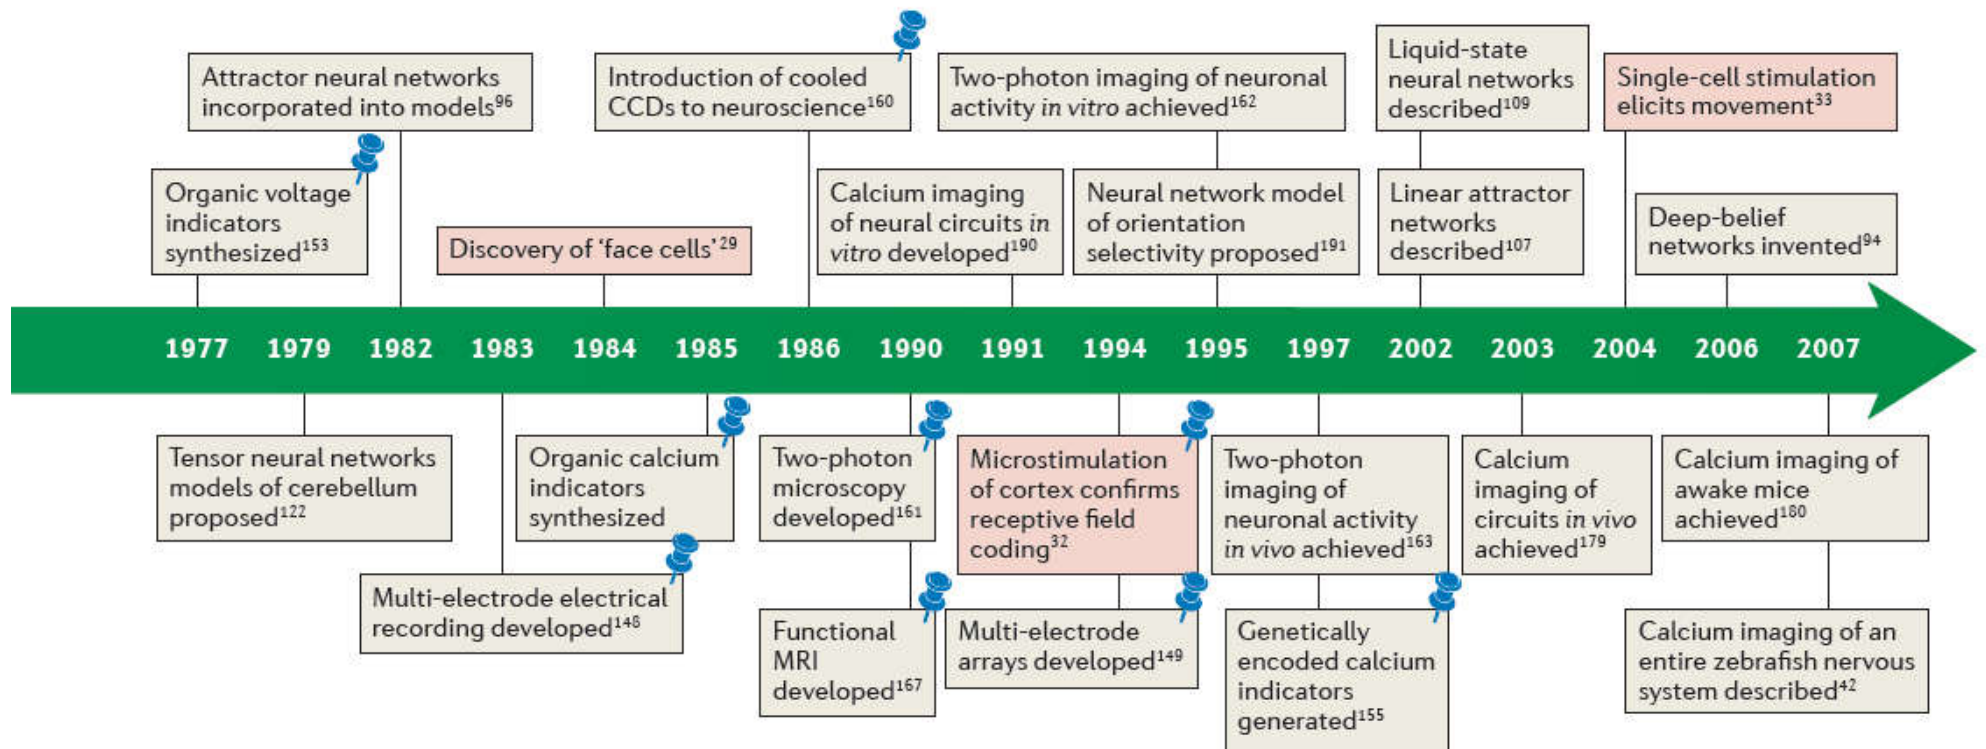 Attractor neural networks
incorporated into models⁹⁶
Introduction of cooled
CCDs to neuroscience¹⁶⁰
Two-photon imaging of neuronal
activity in vitro achieved¹⁶²
Liquid-state
neural networks
described¹⁰⁹
Single-cell stimulation
elicits movement³³
Organic voltage
indicators
synthesized¹⁵³
Discovery of ‘face cells’²⁹
Calcium imaging
of neural circuits in
vitro developed¹⁹⁰
Neural network model
of orientation
selectivity proposed¹⁹¹
Linear attractor
networks
described¹⁰⁷
Deep-belief
networks invented⁹⁴
1977 1979 1982 1983 1984 1985 1986 1990 1991 1994 1995 1997 2002 2003 2004 2006 2007
Tensor neural networks
models of cerebellum
proposed¹²²
Organic calcium
indicators
synthesized
Two-photon
microscopy
developed¹⁶¹
Microstimulation
of cortex confirms
receptive field
coding³²
Two-photon
imaging of
neuronal activity
in vivo achieved¹⁶³
Calcium
imaging of
circuits in vivo
achieved¹⁷⁹
Calcium imaging of
awake mice
achieved¹⁸⁰
Multi-electrode electrical
recording developed¹⁴⁸
Functional
MRI
developed¹⁶⁷
Multi-electrode
arrays developed¹⁴⁹
Genetically
encoded calcium
indicators
generated¹⁵⁵
Calcium imaging of an
entire zebrafish nervous
system described⁴²